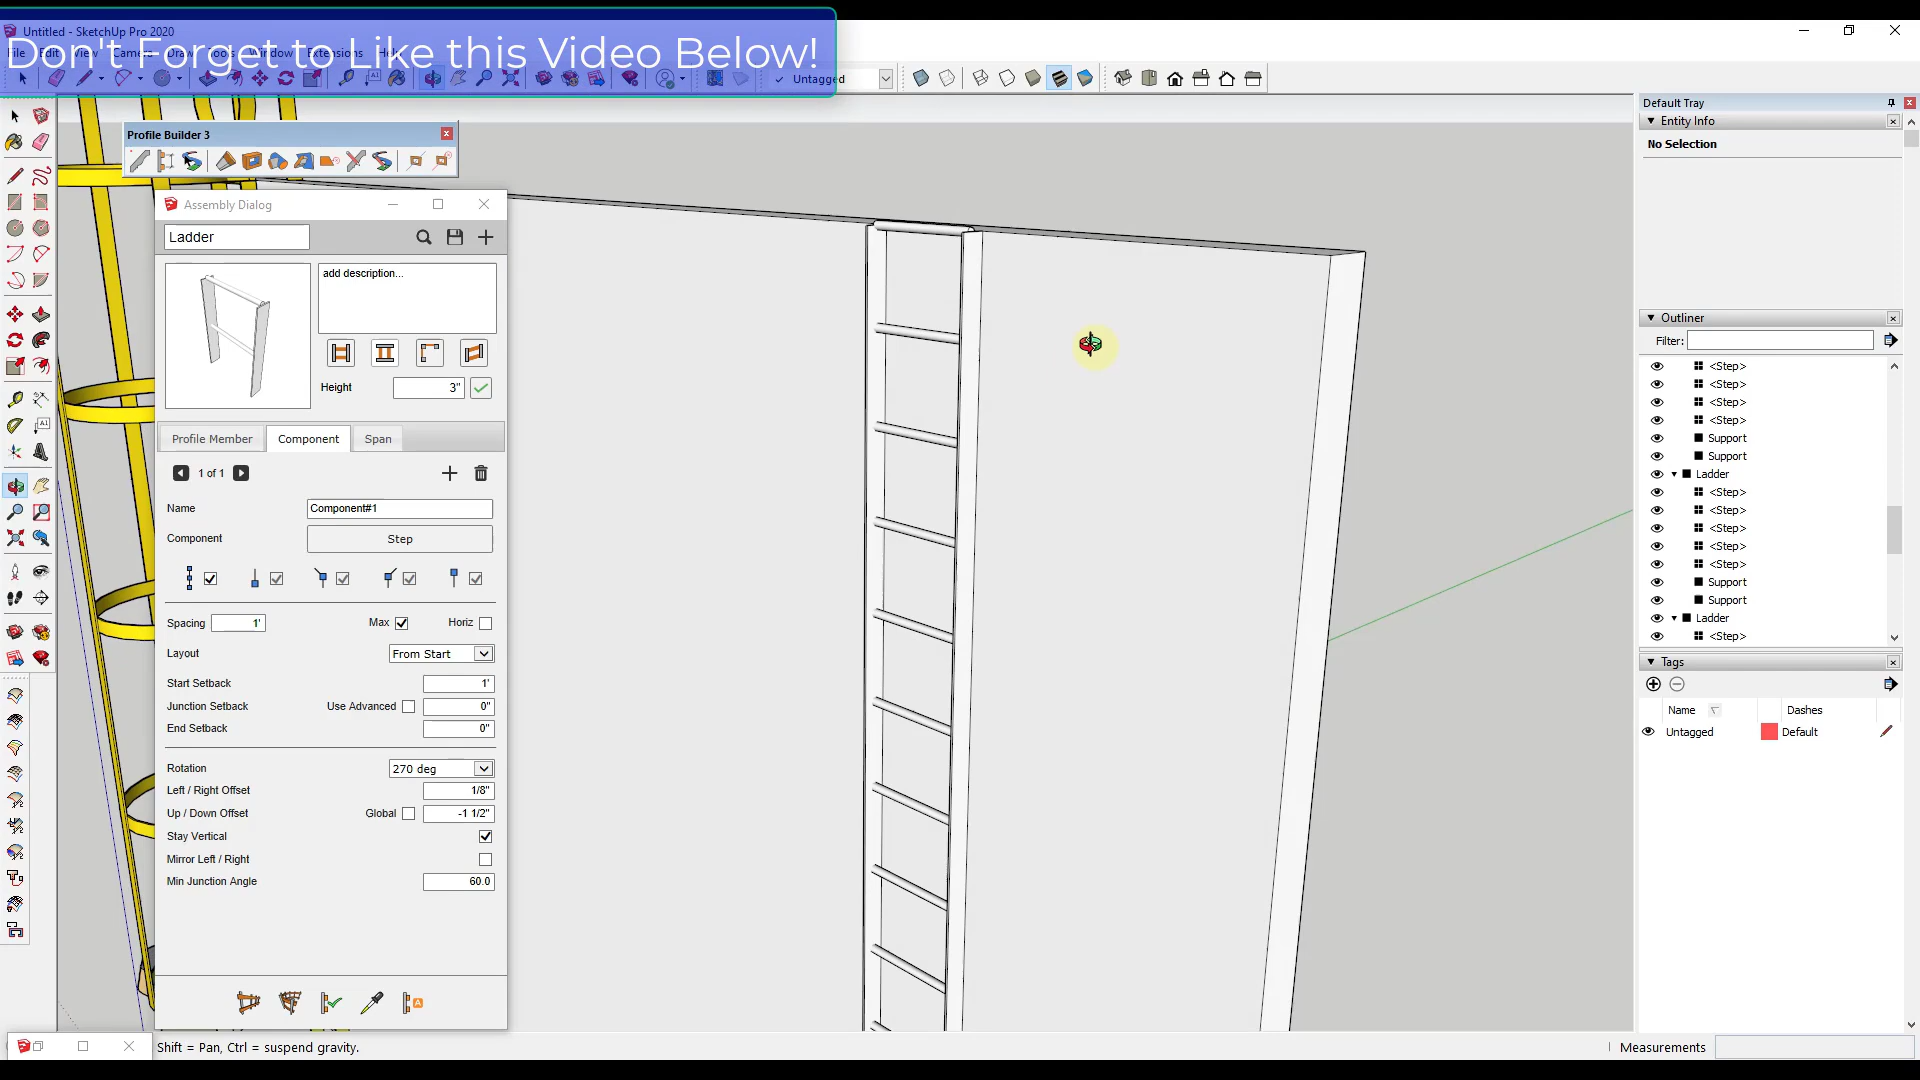 Untitled - SketchUp Pro 2020
Don't Forget to Like this Video Below!
Untagged
Profile Builder 3
Assembly Dialog
Ladder
add description...
Height 3"
Profile Member Component Span
1 of 1
Name Component#1
Component Step
Spacing 1' Max Horiz
Layout From Start
Start Setback 1'
Junction Setback Use Advanced 0"
End Setback 0"
Rotation 270 deg
Left / Right Offset 1/8"
Up / Down Offset Global -1 1/2"
Stay Vertical
Mirror Left / Right
Min Junction Angle 60.0
Shift = Pan, Ctrl = suspend gravity.
Measurements
Default Tray
Entity Info
No Selection
Outliner
Filter:
<Step>
<Step>
<Step>
<Step>
Support
Support
Ladder
<Step>
<Step>
<Step>
<Step>
<Step>
Support
Support
Ladder
<Step>
Tags
Name Dashes
Untagged Default